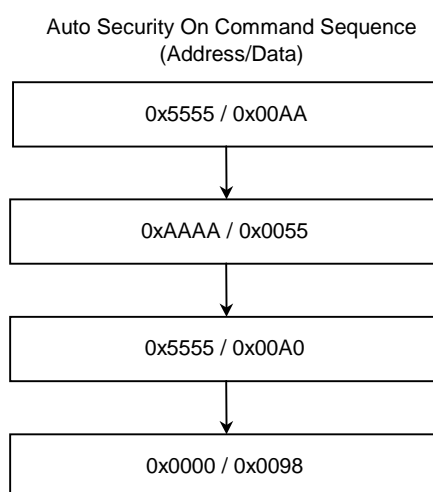 Auto Security On Command Sequence
(Address/Data)
0x5555 / 0x00AA
0xAAAA / 0x0055
0x5555 / 0x00A0
0x0000 / 0x0098